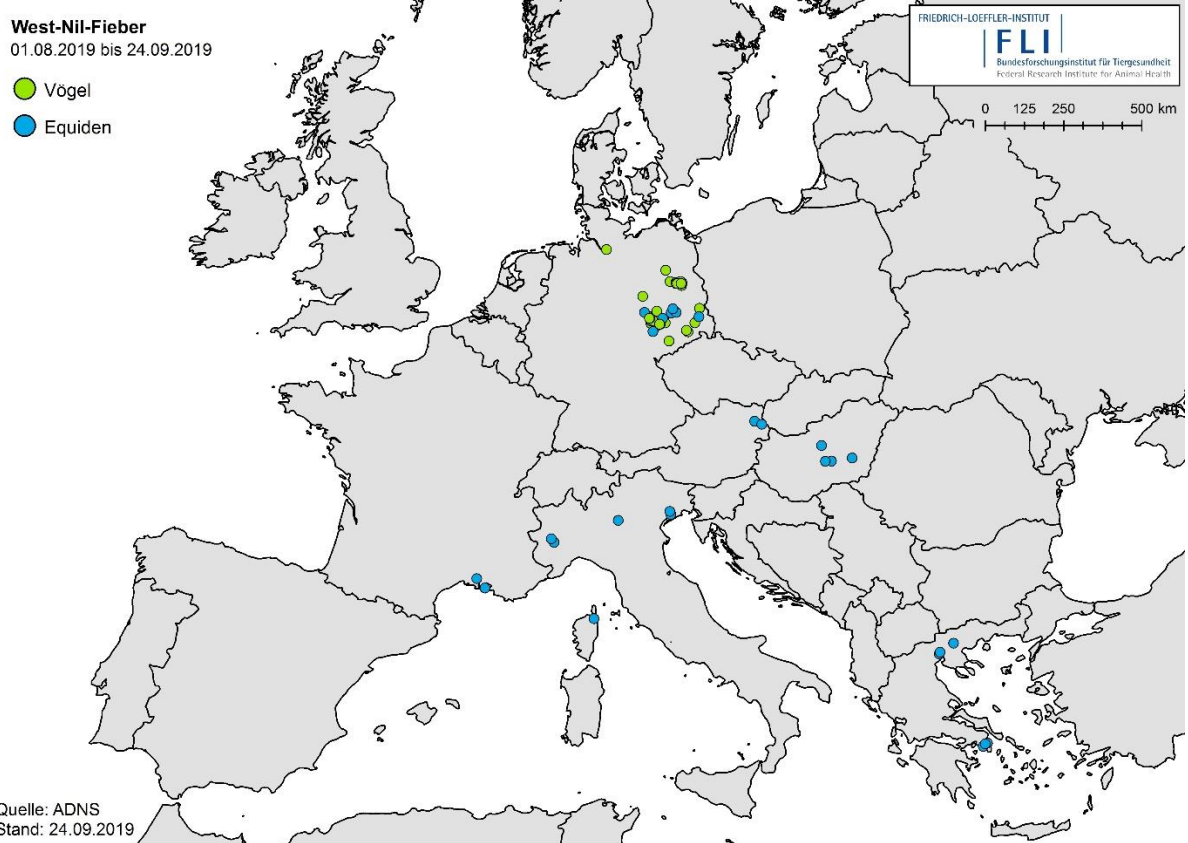 West-Nil-Fieber
01.08.2019 bis 24.09.2019
Vögel
Equiden
FRIEDRICH-LOEFFLER-INSTITUT
FLI
Bundesforschungsinstitut für Tiergesundheit
Federal Research Institute for Animal Health
0 125 250 500 km
Quelle: ADNS
Stand: 24.09.2019